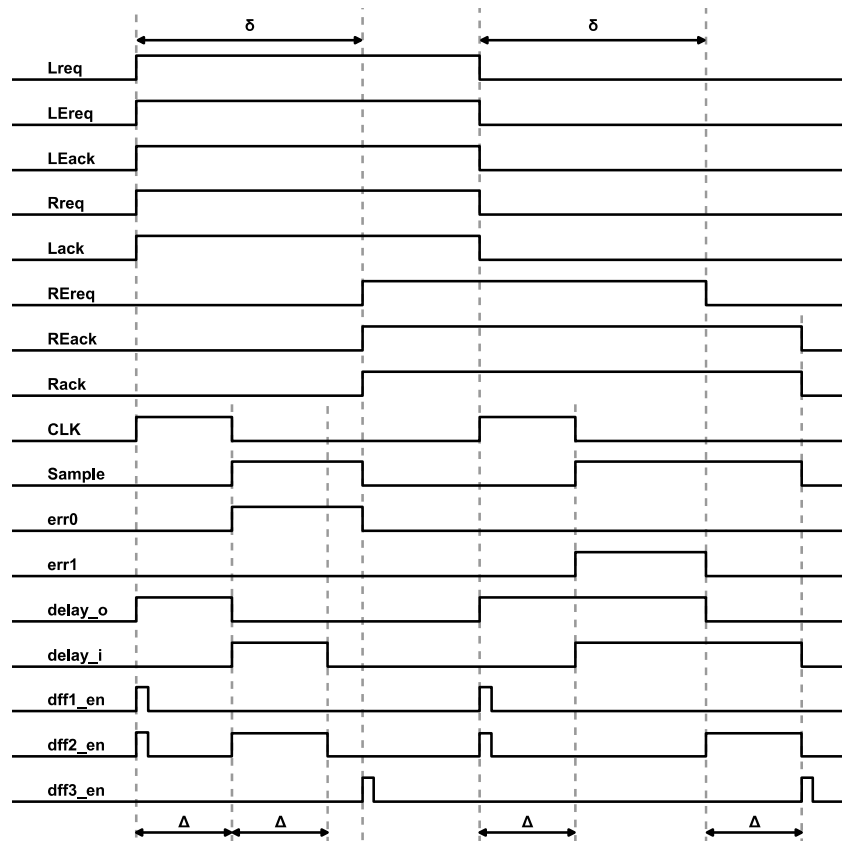 δ δ
Lreq
LEreq
LEack
Rreq
Lack
REreq
REack
Rack
CLK
Sample
err0
err1
delay_o
delay_i
dff1_en
dff2_en
dff3_en
Δ Δ Δ Δ